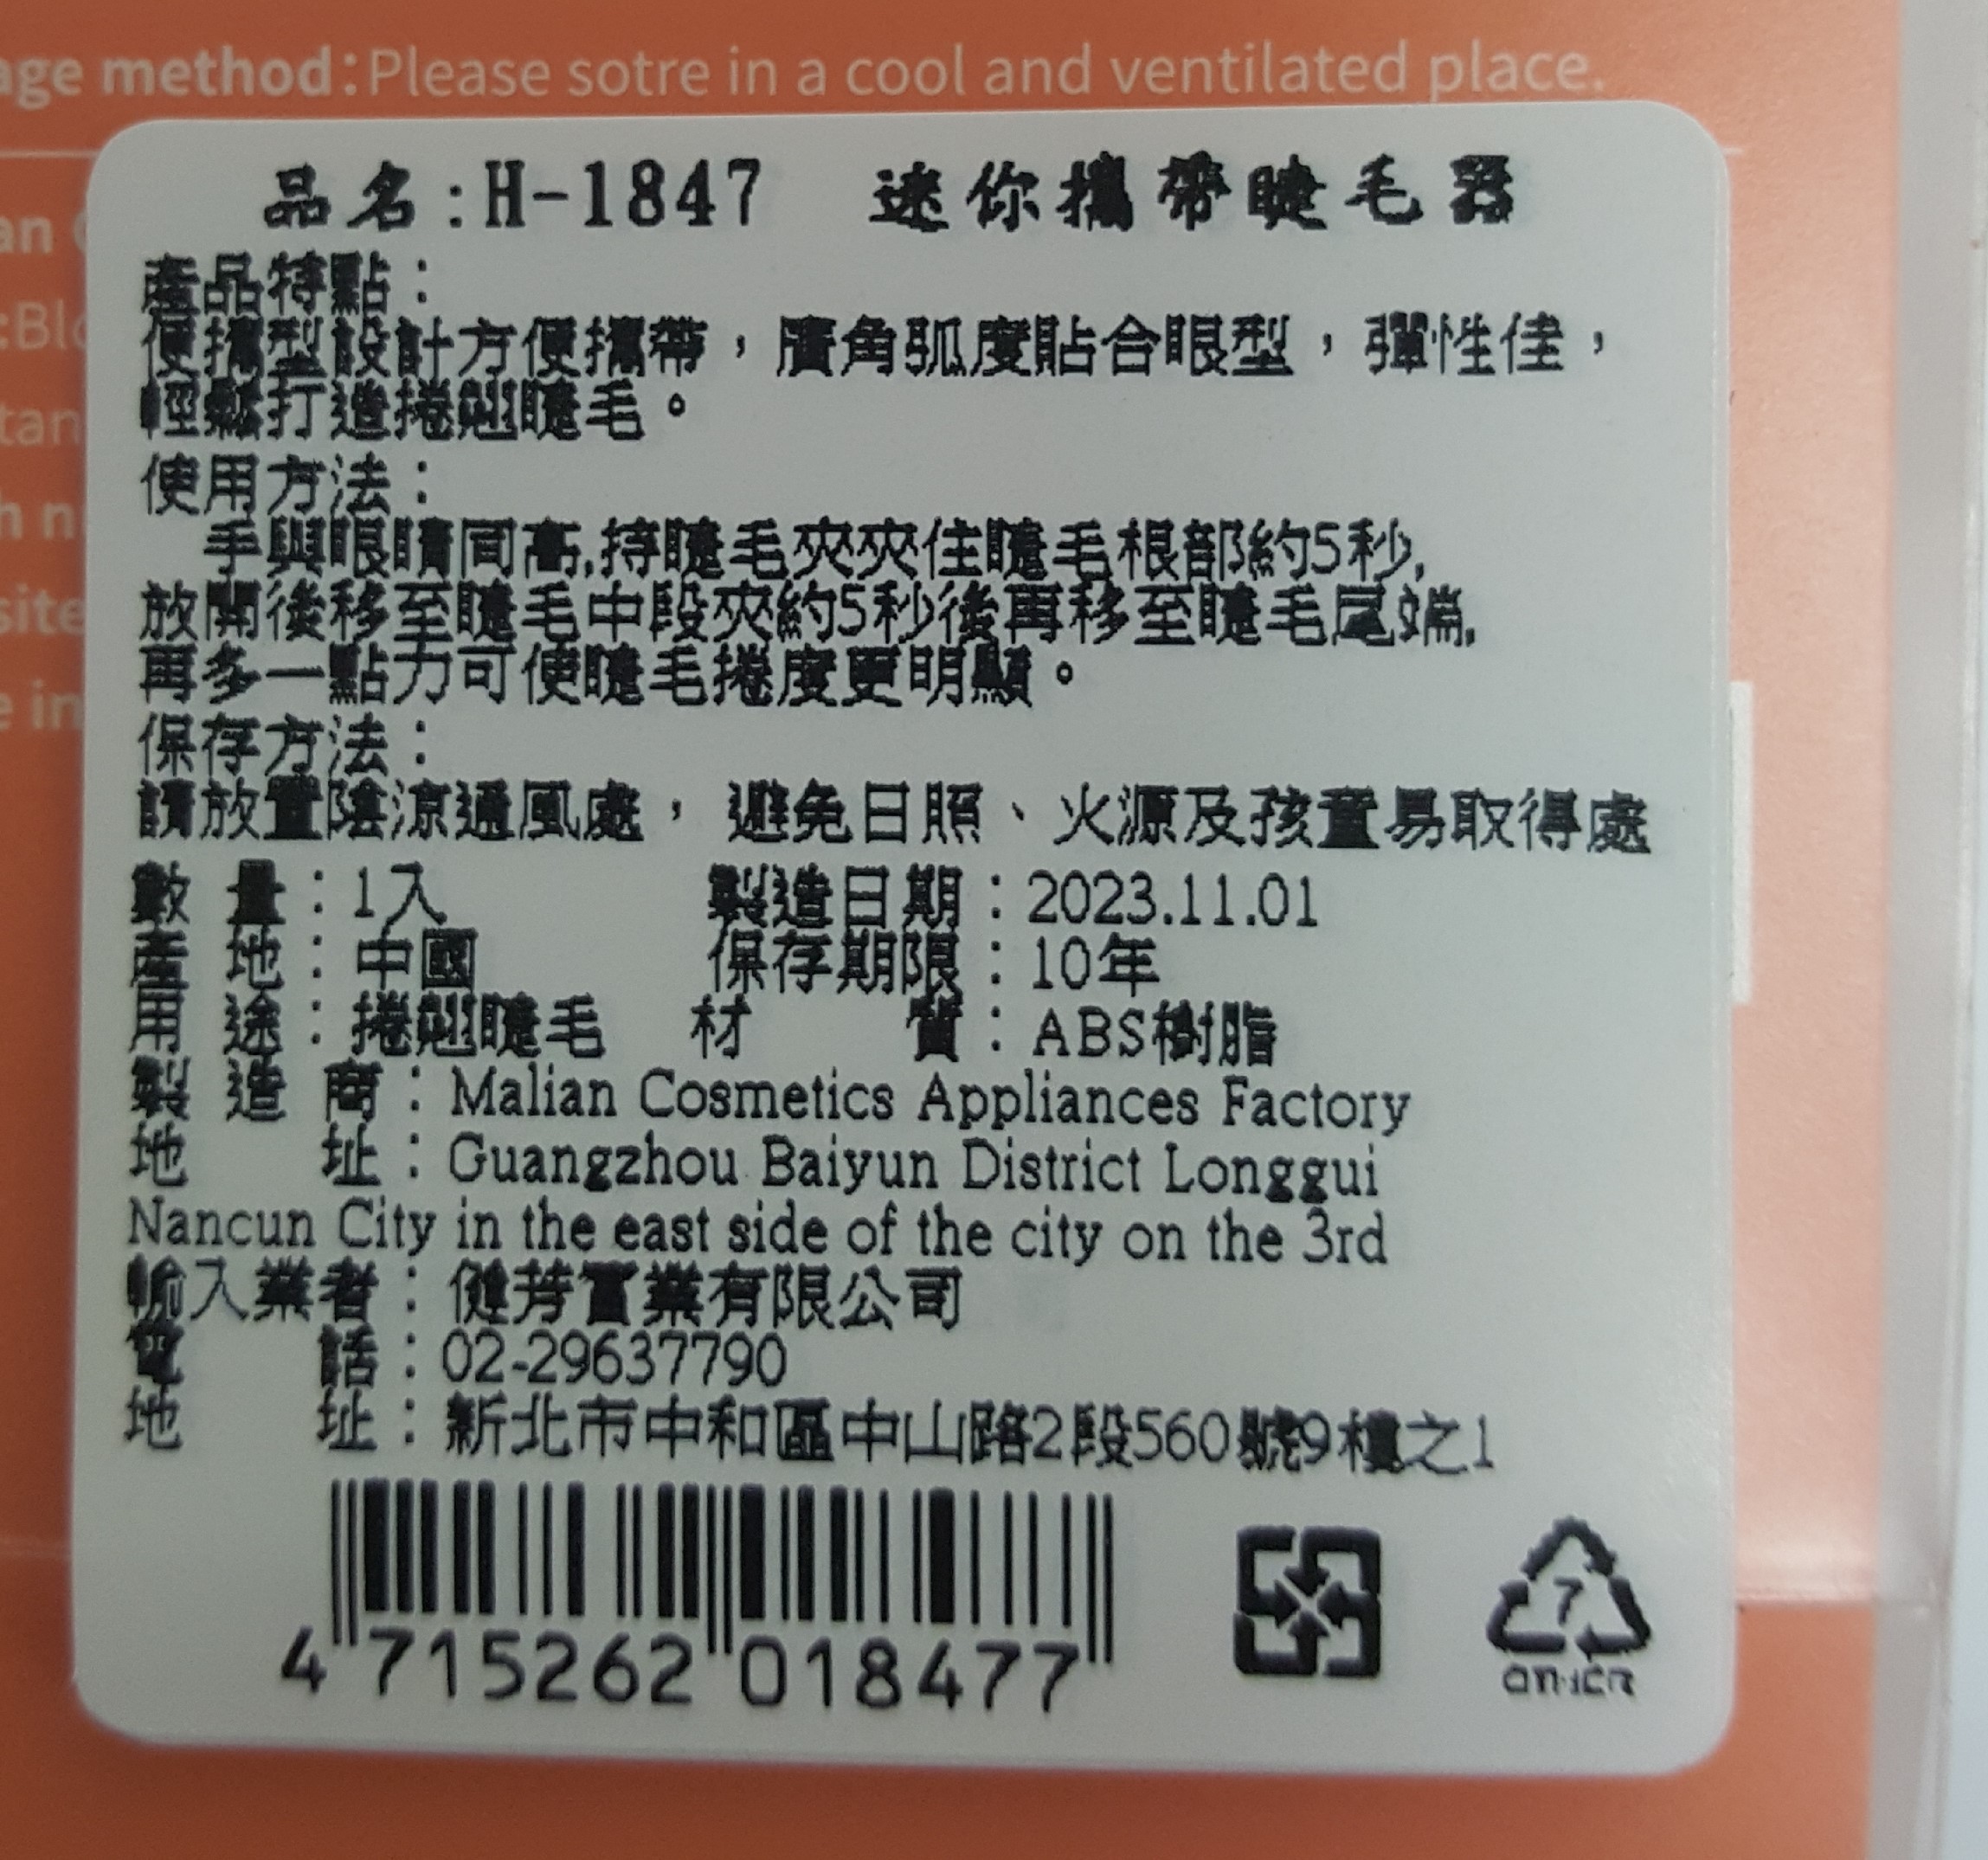 age method:Please sotre in a cool and ventilated place.
an
:Blo
tan
h n
site
e in
品名:H-1847 迷你攜帶睫毛器
產品特點：
便攜型設計方便攜帶，廣角弧度貼合眼型，彈性佳，
輕鬆打造捲翹睫毛。
使用方法：
手與眼睛同高,持睫毛夾夾住睫毛根部約5秒,
放開後移至睫毛中段夾約5秒後再移至睫毛尾端,
再多一點力可使睫毛捲度更明顯。
保存方法：
請放置陰涼通風處，避免日照、火源及孩童易取得處
數量：1入 製造日期：2023.11.01
產地：中國 保存期限：10年
用途：捲翹睫毛 材質：ABS樹脂
製造商：Malian Cosmetics Appliances Factory
地址：Guangzhou Baiyun District Longgui
Nancun City in the east side of the city on the 3rd
輸入業者：健芳實業有限公司
電話：02-29637790
地址：新北市中和區中山路2段560號9樓之1
4 715262 018477
7
OTHER